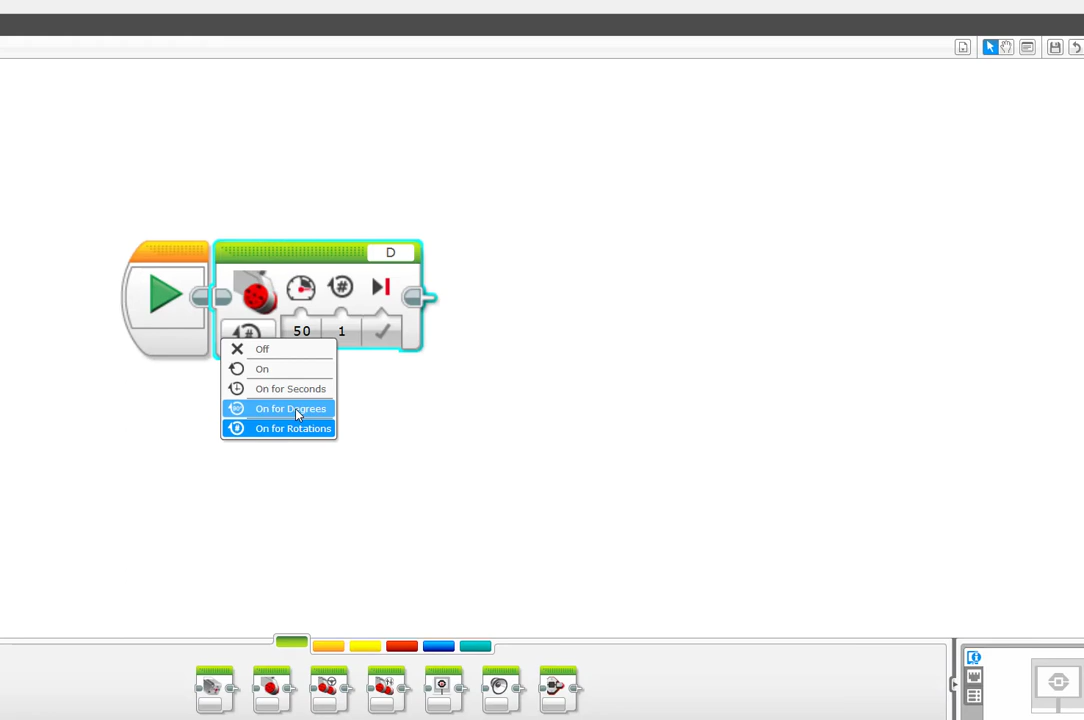 D
50 1
Off
On
On for Seconds
On for Degrees
On for Rotations